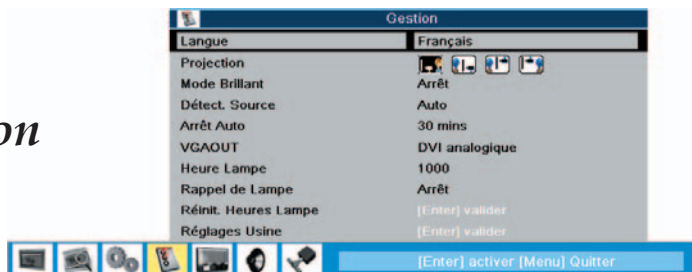 Gestion
Langue Français
Projection
Mode Brillant Arrêt
Détect. Source Auto
on
Arrêt Auto 30 mins
VGAOUT DVI analogique
Heure Lampe 1000
Rappel de Lampe Arrêt
Réinit. Heures Lampe [Enter] valider
Réglages Usine [Enter] valider
[Enter] activer [Menu] Quitter